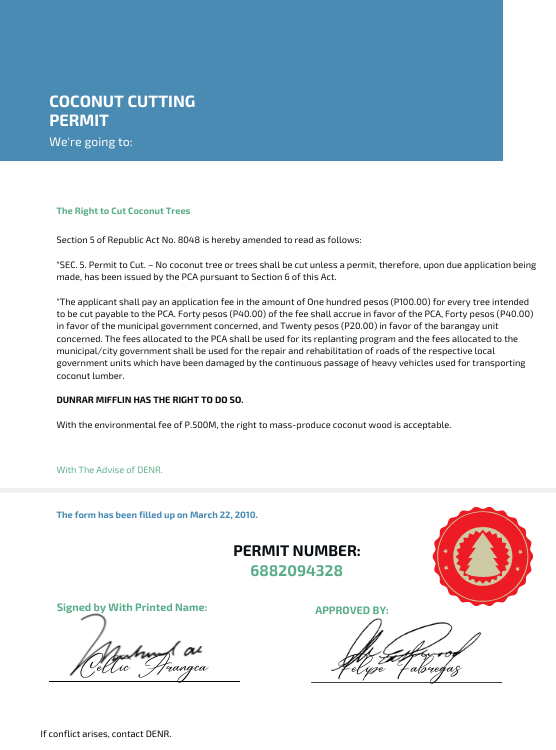 COCONUT CUTTING
PERMIT
We're going to:
The Right to Cut Coconut Trees
Section 5 of Republic Act No. 8048 is hereby amended to read as follows:
"SEC. 5. Permit to Cut. – No coconut tree or trees shall be cut unless a permit, therefore, upon due application being
made, has been issued by the PCA pursuant to Section 6 of this Act.
"The applicant shall pay an application fee in the amount of One hundred pesos (P100.00) for every tree intended
to be cut payable to the PCA. Forty pesos (P40.00) of the fee shall accrue in favor of the PCA, Forty pesos (P40.00)
in favor of the municipal government concerned, and Twenty pesos (P20.00) in favor of the barangay unit
concerned. The fees allocated to the PCA shall be used for its replanting program and the fees allocated to the
municipal/city government shall be used for the repair and rehabilitation of roads of the respective local
government units which have been damaged by the continuous passage of heavy vehicles used for transporting
coconut lumber.
DUNRAR MIFFLIN HAS THE RIGHT TO DO SO.
With the environmental fee of P.500M, the right to mass-produce coconut wood is acceptable.
With The Advise of DENR.
The form has been filled up on March 22, 2010.
PERMIT NUMBER:
6882094328
Signed by With Printed Name:
APPROVED BY:
Celtic Arangca
Felype Fabregas
If conflict arises, contact DENR.